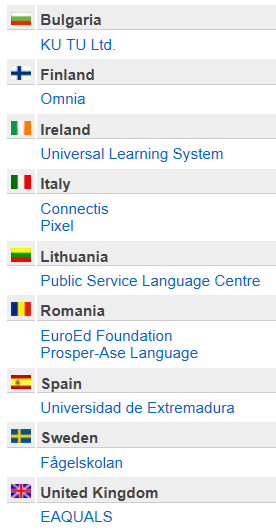 Bulgaria
KU TU Ltd.
Finland
Omnia
Ireland
Universal Learning System
Italy
Connectis
Pixel
Lithuania
Public Service Language Centre
Romania
EuroEd Foundation
Prosper-Ase Language
Spain
Universidad de Extremadura
Sweden
Fågelskolan
United Kingdom
EAQUALS